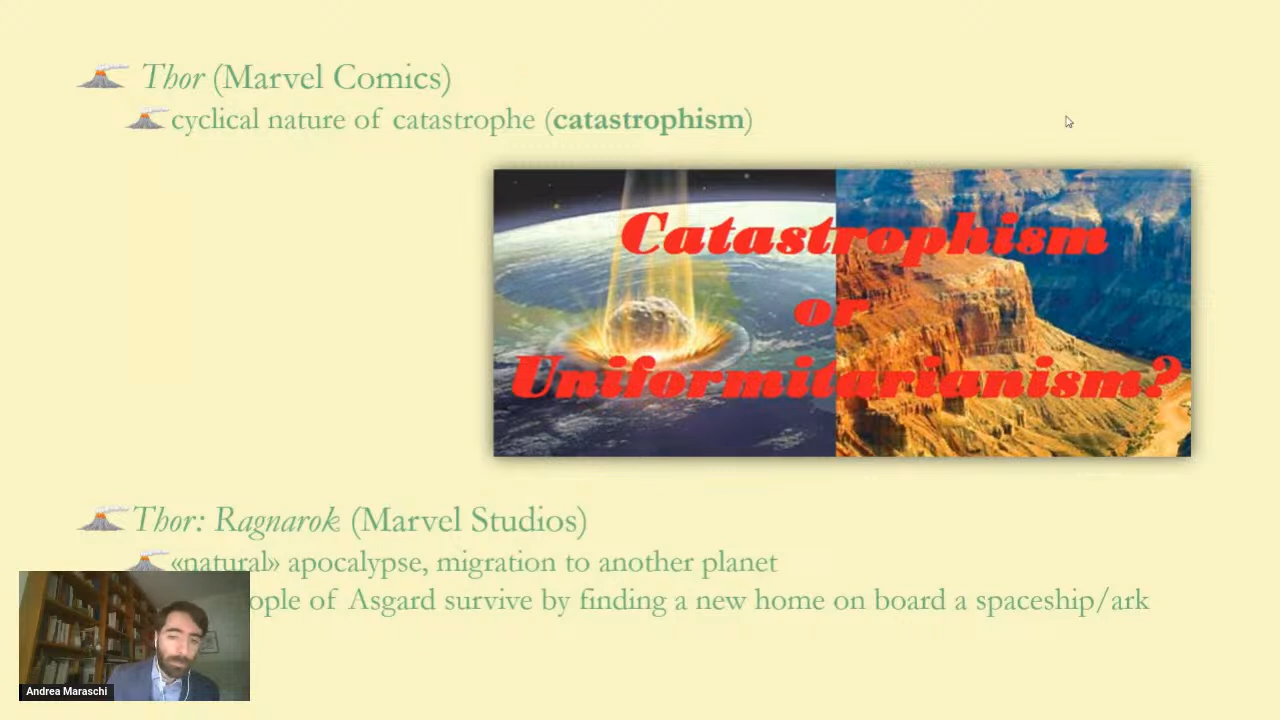 Thor (Marvel Comics)
cyclical nature of catastrophe (catastrophism)
Catastrophism
or
Uniformitarianism?
Thor: Ragnarok (Marvel Studios)
«natural» apocalypse, migration to another planet
of Asgard survive by finding a new home on board a spaceship/ark
Andrea Maraschi